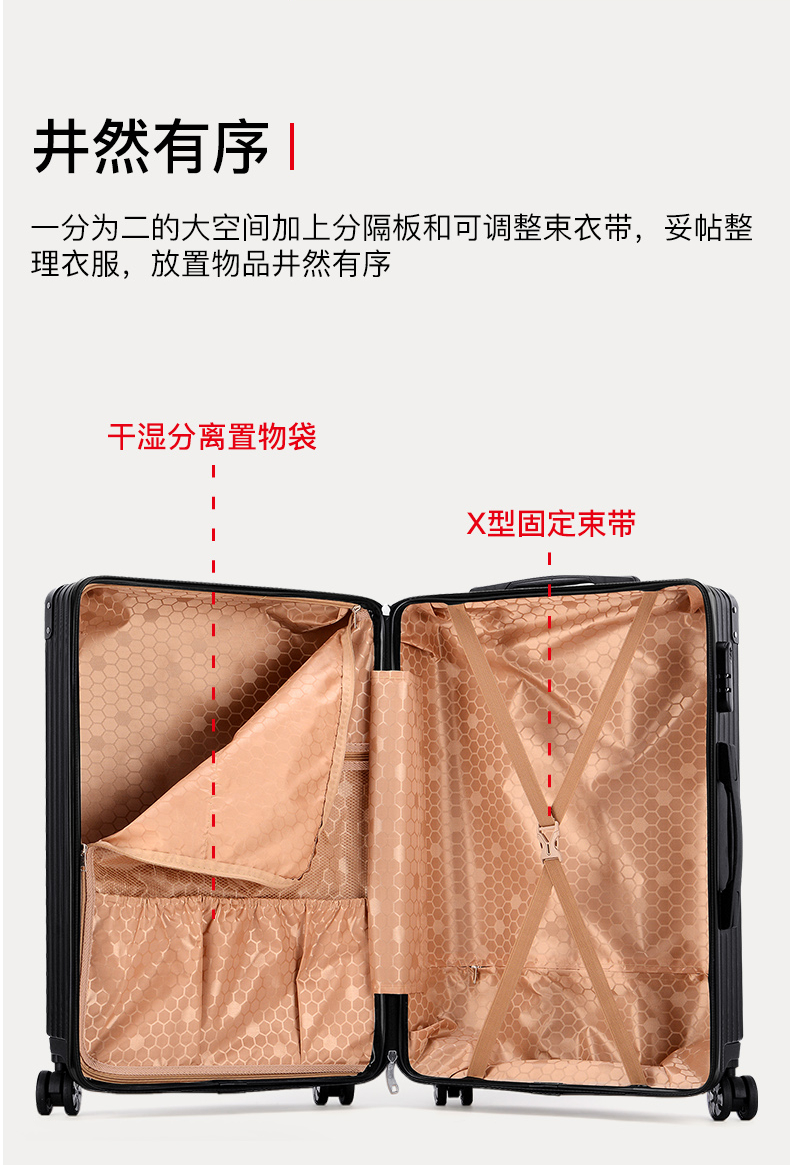 井然有序
一分为二的大空间加上分隔板和可调整束衣带，妥帖整
理衣服，放置物品井然有序
干湿分离置物袋
X型固定束带